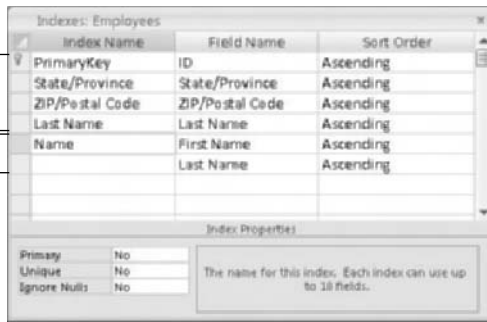 Indexes: Employees
Index Name Field Name Sort Order
PrimaryKey ID Ascending
State/Province State/Province Ascending
ZIP/Postal Code ZIP/Postal Code Ascending
Last Name Last Name Ascending
Name First Name Ascending
Last Name Ascending
Index Properties
Primary No
Unique No
Ignore Nulls No
The name for this index. Each index can use up
to 10 fields.